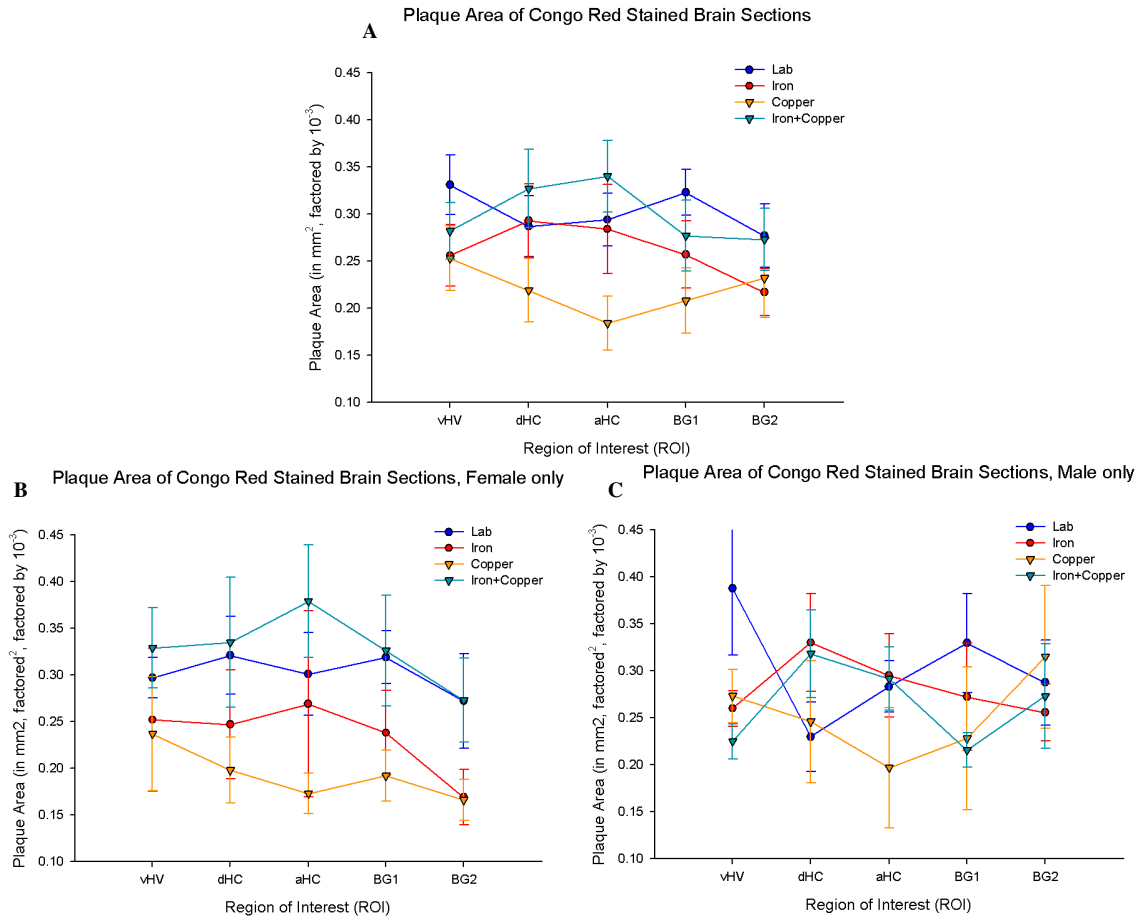 Plaque Area of Congo Red Stained Brain Sections
A
Plaque Area (in mm², factored by 10⁻³)
0.45
0.40
0.35
0.30
0.25
0.20
0.15
0.10
Lab
Iron
Copper
Iron+Copper
vHV dHC aHC BG1 BG2
Region of Interest (ROI)
B
Plaque Area of Congo Red Stained Brain Sections, Female only
Plaque Area (in mm2, factored², factored by 10⁻³)
0.45
0.40
0.35
0.30
0.25
0.20
0.15
0.10
Lab
Iron
Copper
Iron+Copper
vHV dHC aHC BG1 BG2
Region of Interest (ROI)
C
Plaque Area of Congo Red Stained Brain Sections, Male only
Plaque Area (in mm2, factored², factored by 10⁻³)
0.45
0.40
0.35
0.30
0.25
0.20
0.15
0.10
Lab
Iron
Copper
Iron+Copper
vHV dHC aHC BG1 BG2
Region of Interest (ROI)